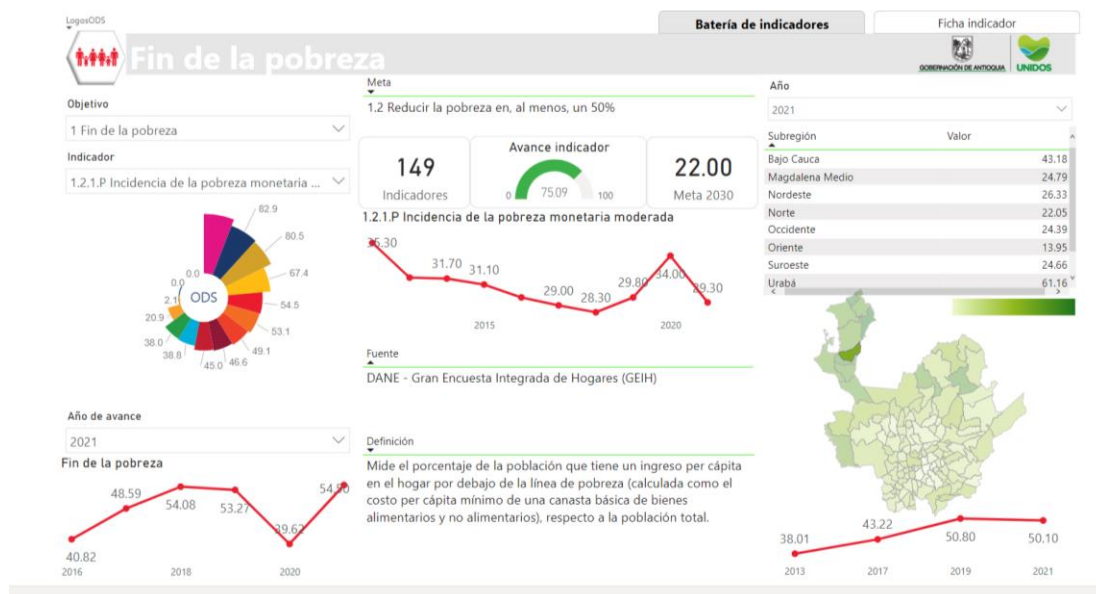 LogosODS
Batería de indicadores
Ficha indicador
Fin de la pobreza
GOBERNACIÓN DE ANTIOQUIA
UNIDOS
Objetivo
1 Fin de la pobreza
Indicador
1.2.1.P Incidencia de la pobreza monetaria ...
82.9
80.5
67.4
54.5
53.1
49.1
46.6
45.0
38.8
38.0
20.9
2.1
0.0
0.0
ODS
Año de avance
2021
Fin de la pobreza
40.82
48.59
54.08
53.27
39.62
2016
2018
2020
Meta
1.2 Reducir la pobreza en, al menos, un 50%
149
Indicadores
Avance indicador
0
75.09
100
22.00
Meta 2030
1.2.1.P Incidencia de la pobreza monetaria moderada
35.30
31.70
31.10
29.00
28.30
29.80
34.00
29.30
2015
2020
Fuente
DANE - Gran Encuesta Integrada de Hogares (GEIH)
Definición
Mide el porcentaje de la población que tiene un ingreso per cápita
en el hogar por debajo de la línea de pobreza (calculada como el
costo per cápita mínimo de una canasta básica de bienes
alimentarios y no alimentarios), respecto a la población total.
Año
2021
Subregión Valor
Bajo Cauca 43.18
Magdalena Medio 24.79
Nordeste 26.33
Norte 22.05
Occidente 24.39
Oriente 13.95
Suroeste 24.66
Urabá 61.16
38.01
43.22
50.80
50.10
2013
2017
2019
2021